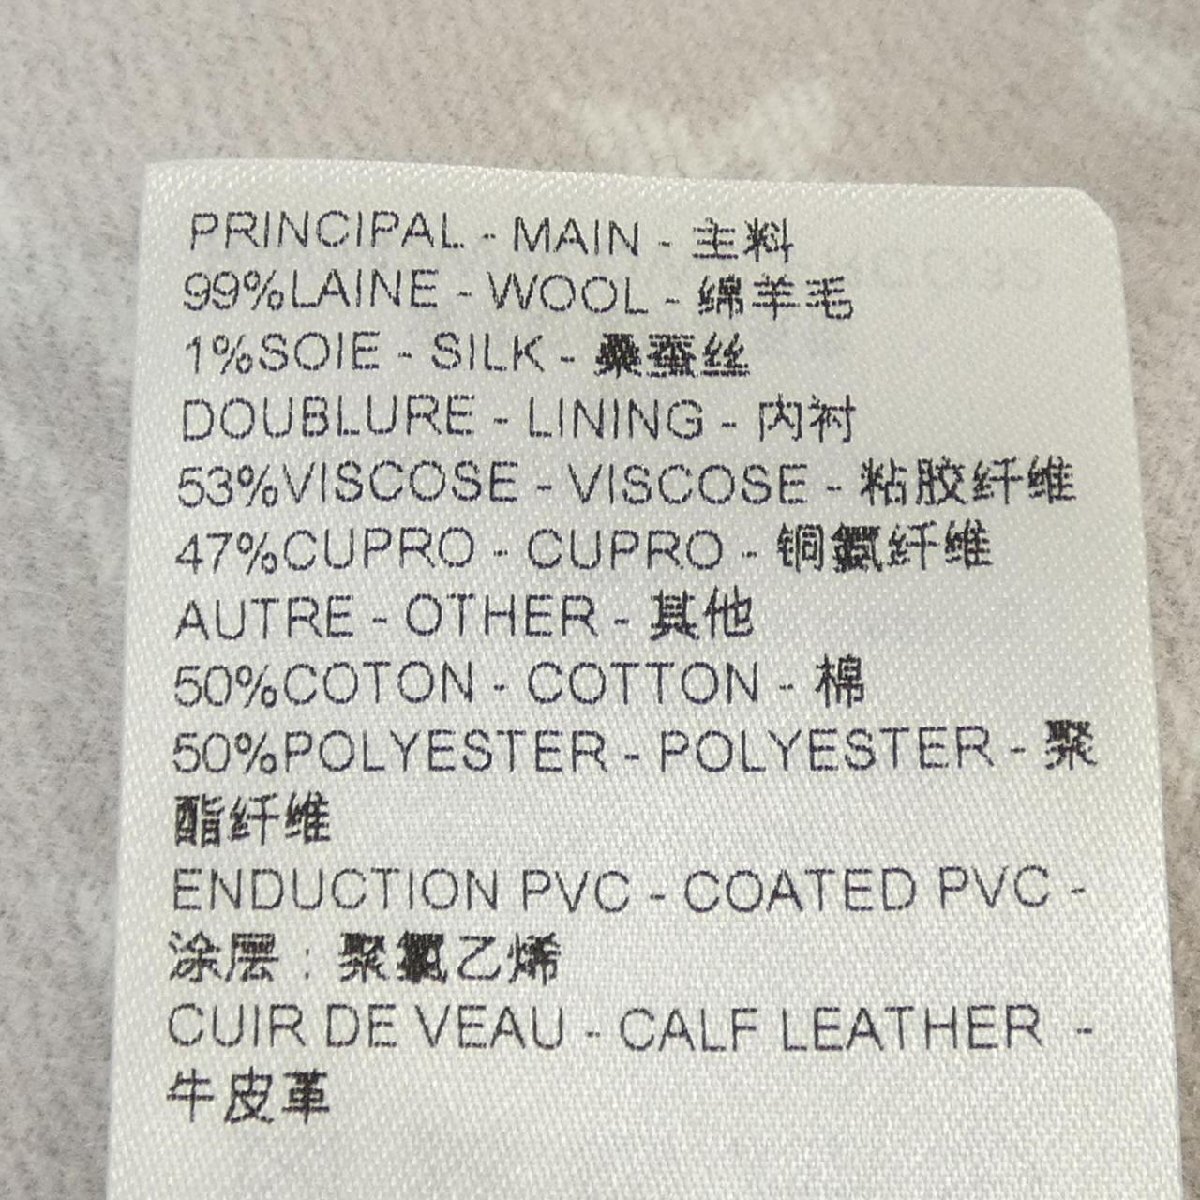 PRINCIPAL - MAIN - 主料
99%LAINE - WOOL - 绵羊毛
1%SOIE - SILK - 桑蚕丝
DOUBLURE - LINING - 内衬
53%VISCOSE - VISCOSE - 粘胶纤维
47%CUPRO - CUPRO - 铜氨纤维
AUTRE - OTHER - 其他
50%COTON - COTTON - 棉
50%POLYESTER - POLYESTER - 聚
酯纤维
ENDUCTION PVC - COATED PVC -
涂层 : 聚氯乙烯
CUIR DE VEAU - CALF LEATHER -
牛皮革